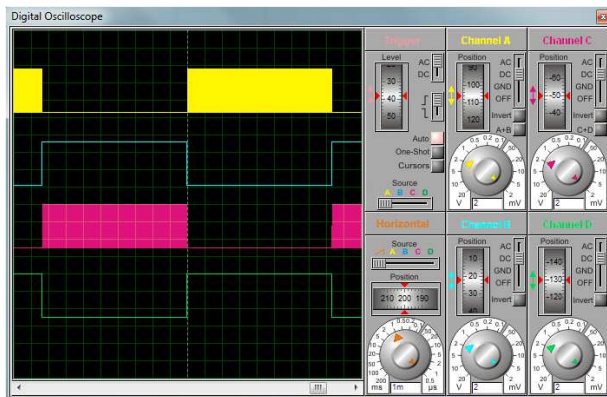 Digital Oscilloscope
Trigger
Level
30
40
50
AC
DC
Auto
One-Shot
Cursors
Source
A B C D
Channel A
Position
90
100
-110
120
AC
DC
GND
OFF
Invert
A+B
V 2 mV
Channel C
Position
-60
-50
-40
AC
DC
GND
OFF
Invert
C+D
V 2 mV
Horizontal
Source
A B C D
Position
210 200 190
200
ms 1m µs
0.5
Channel B
Position
10
20
30
AC
DC
GND
OFF
Invert
V 2 mV
Channel D
Position
-140
-130
-120
AC
DC
GND
OFF
Invert
V 2 mV